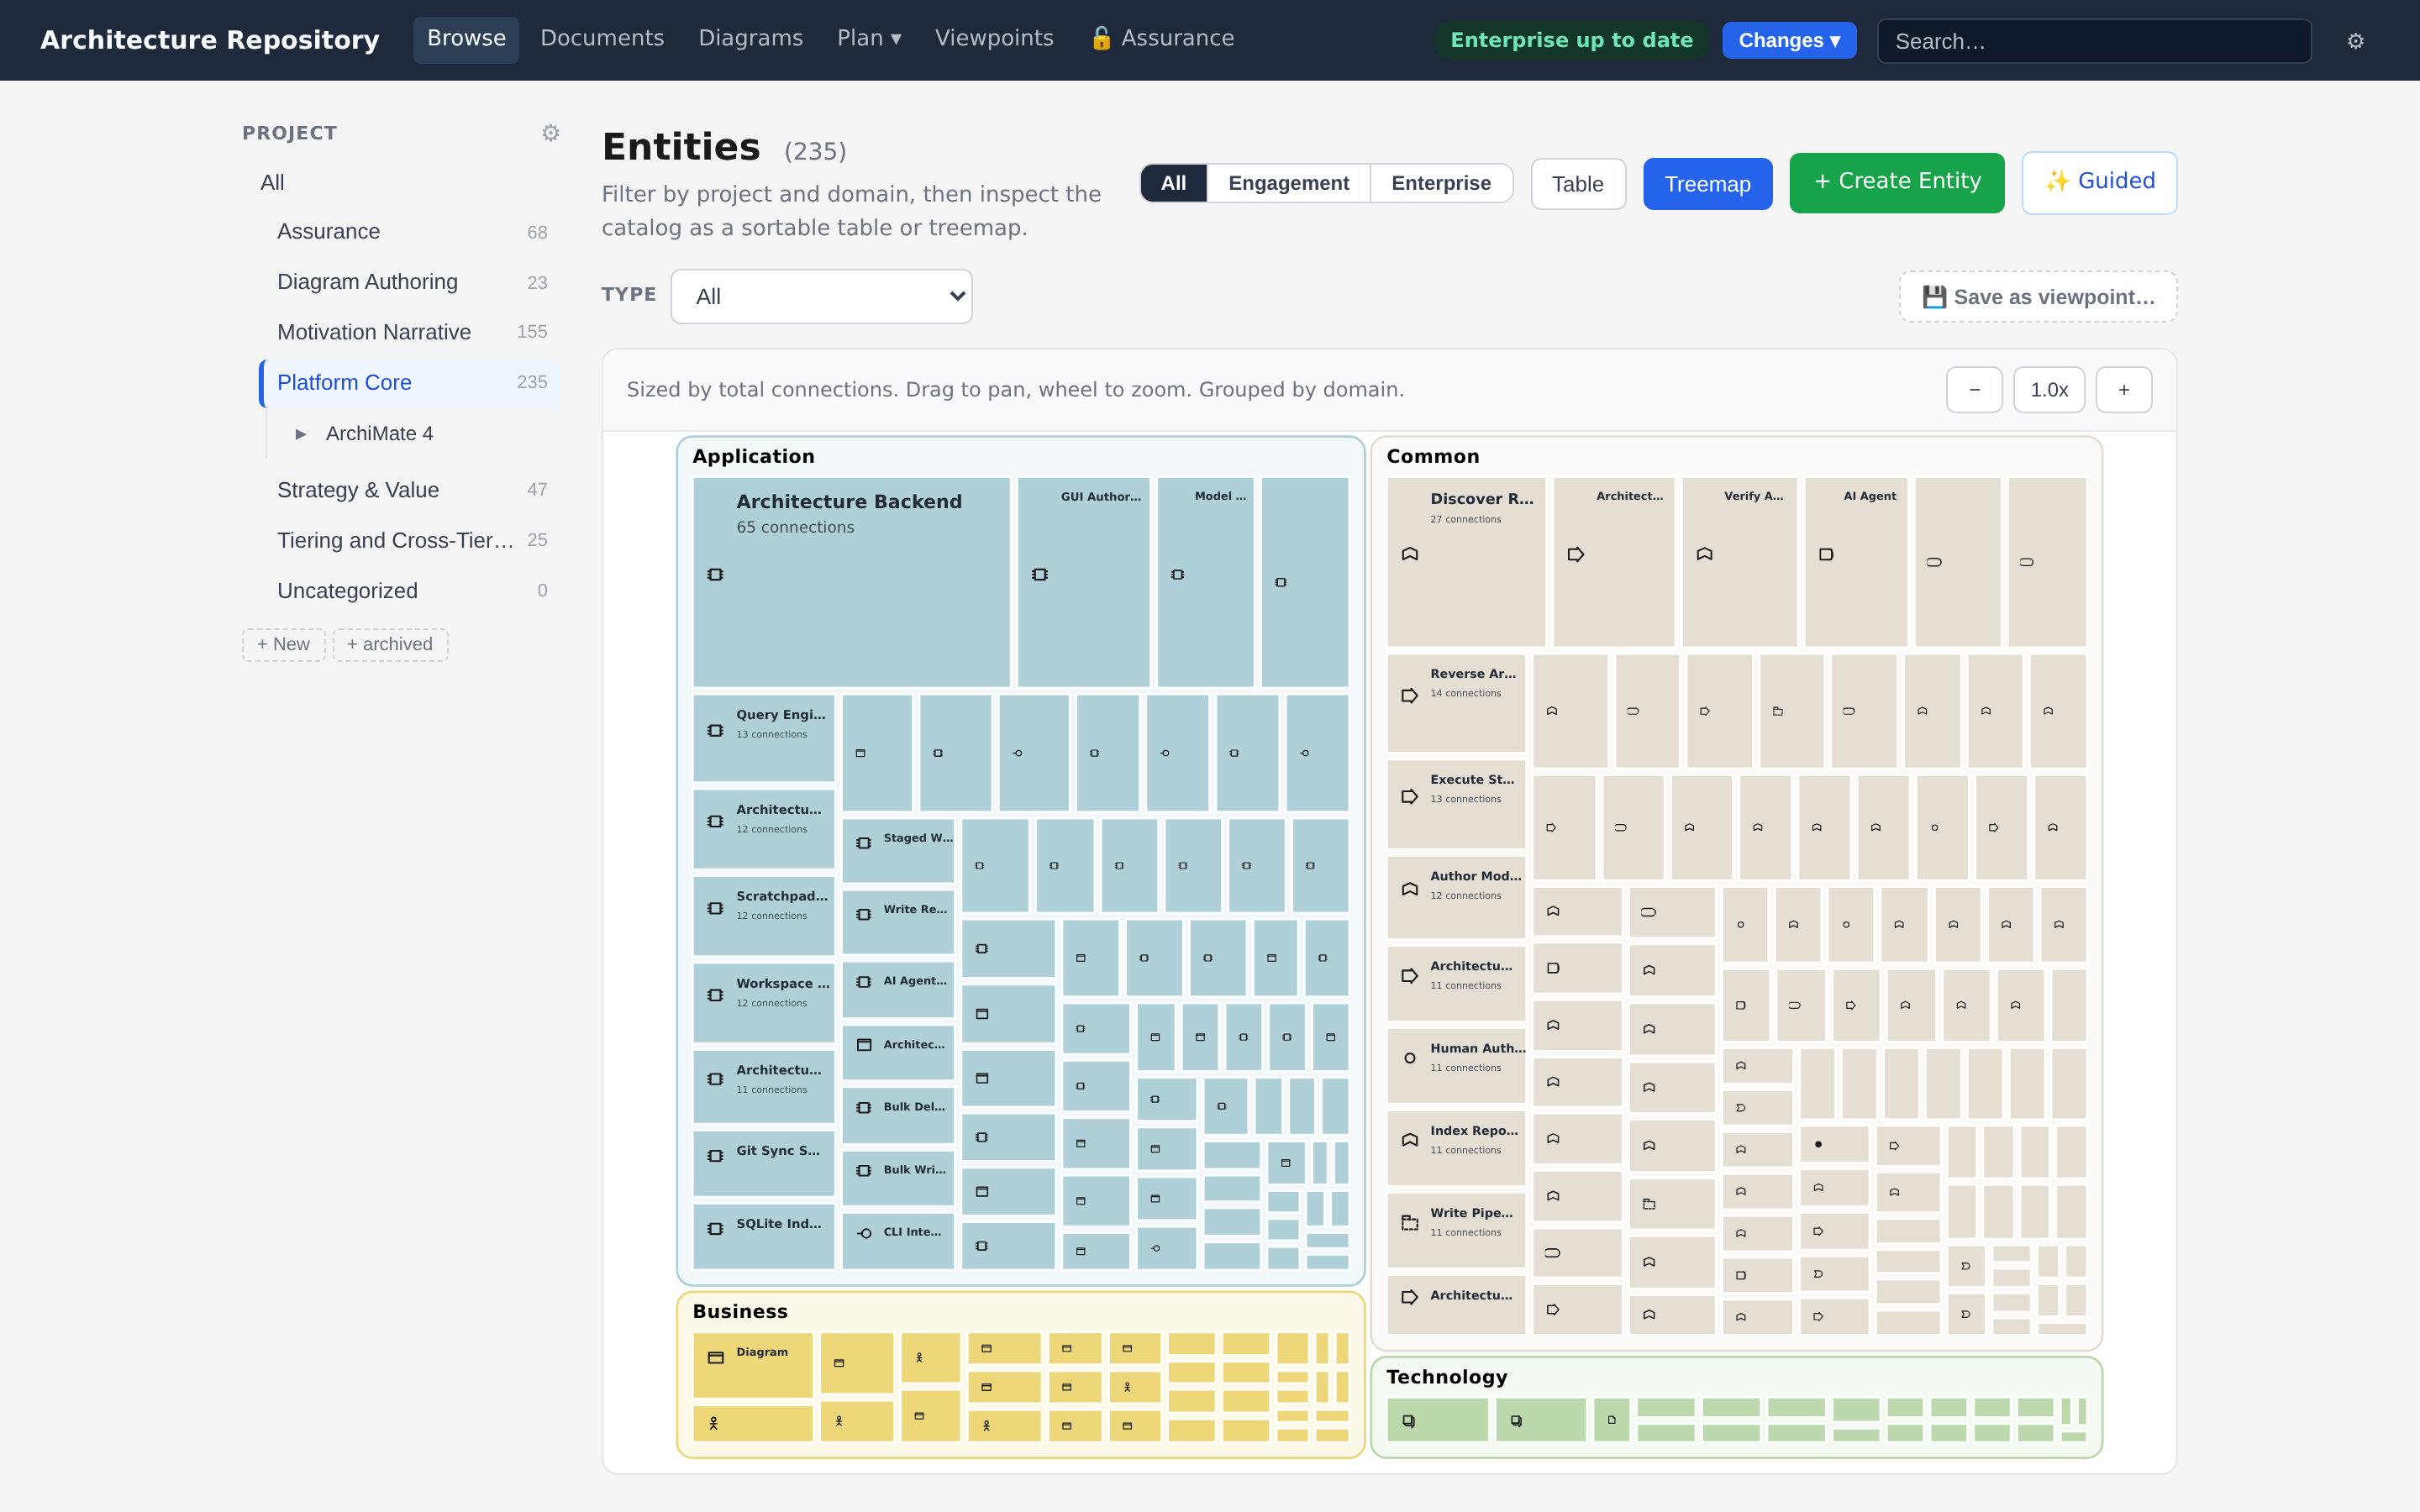 Architecture Repository
Browse
Documents
Diagrams
Plan ▾
Viewpoints
🔓 Assurance
Enterprise up to date
Changes ▾
Search…
PROJECT
All
Assurance 68
Diagram Authoring 23
Motivation Narrative 155
Platform Core 235
▶ ArchiMate 4
Strategy & Value 47
Tiering and Cross-Tier… 25
Uncategorized 0
+ New
+ archived
Entities (235)
Filter by project and domain, then inspect the
catalog as a sortable table or treemap.
All
Engagement
Enterprise
Table
Treemap
+ Create Entity
✨ Guided
TYPE
All
💾 Save as viewpoint…
Sized by total connections. Drag to pan, wheel to zoom. Grouped by domain.
−
1.0x
+
Application
Architecture Backend
65 connections
GUI Author…
Model …
Query Engi…
13 connections
Architectu…
12 connections
Scratchpad…
12 connections
Workspace …
12 connections
Architectu…
11 connections
Git Sync S…
SQLite Ind…
Staged W…
Write Re…
AI Agent…
Architec…
Bulk Del…
Bulk Wri…
CLI Inte…
Business
Diagram
Common
Discover R…
27 connections
Architect…
Verify A…
AI Agent
Reverse Ar…
14 connections
Execute St…
13 connections
Author Mod…
12 connections
Architectu…
11 connections
Human Auth…
11 connections
Index Repo…
11 connections
Write Pipe…
11 connections
Architectu…
Technology